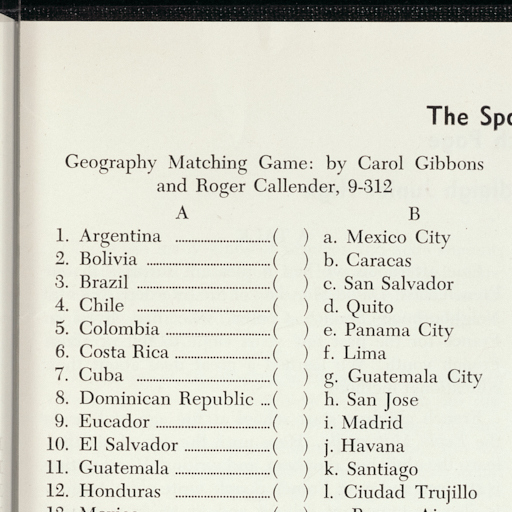 The Spo
Geography Matching Game: by Carol Gibbons
and Roger Callender, 9-312
A B
1. Argentina ..............................( ) a. Mexico City
2. Bolivia ..............................( ) b. Caracas
3. Brazil ..............................( ) c. San Salvador
4. Chile ..............................( ) d. Quito
5. Colombia ..............................( ) e. Panama City
6. Costa Rica ..............................( ) f. Lima
7. Cuba ..............................( ) g. Guatemala City
8. Dominican Republic ...( ) h. San Jose
9. Eucador ..............................( ) i. Madrid
10. El Salvador ..............................( ) j. Havana
11. Guatemala ..............................( ) k. Santiago
12. Honduras ..............................( ) l. Ciudad Trujillo